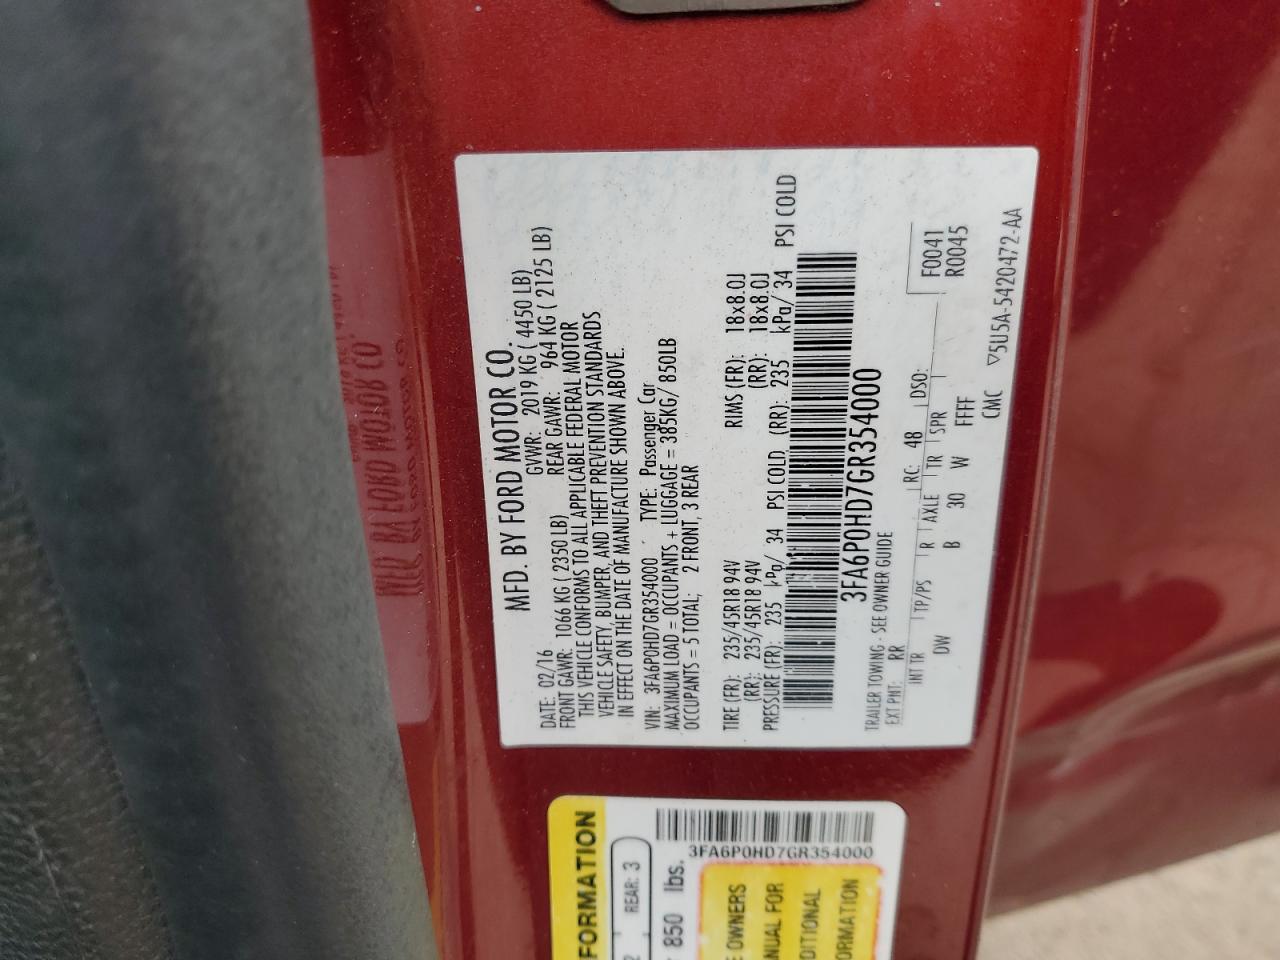 MFD. BY FORD MOTOR CO.
DATE: 02/16 GVWR: 2019 KG ( 4450 LB)
FRONT GAWR: 1066 KG ( 2350 LB) REAR GAWR: 964 KG ( 2125 LB)
THIS VEHICLE CONFORMS TO ALL APPLICABLE FEDERAL MOTOR
VEHICLE SAFETY, BUMPER, AND THEFT PREVENTION STANDARDS
IN EFFECT ON THE DATE OF MANUFACTURE SHOWN ABOVE.
VIN: 3FA6P0HD7GR354000 TYPE: Passenger Car
MAXIMUM LOAD = OCCUPANTS + LUGGAGE = 385KG/ 850LB
OCCUPANTS = 5 TOTAL; 2 FRONT, 3 REAR
TIRE (FR): 235/45R18 94V RIMS (FR): 18x8.0J
(RR): 235/45R18 94V (RR): 18x8.0J
PRESSURE (FR): 235 kPa/ 34 PSI COLD (RR): 235 kPa/ 34 PSI COLD
3FA6P0HD7GR354000
TRAILER TOWING - SEE OWNER GUIDE
EXT PNT: RR RC: 48 DSO: F0041
R0045
INT TR TP/PS R AXLE TR SPR
DW B 30 W FFFF
CMC ▽5U5A-5420472-AA
FORMATION
REAR: 3
850 lbs.
3FA6P0HD7GR354000
OWNERS
ANUAL FOR
DITIONAL
ORMATION